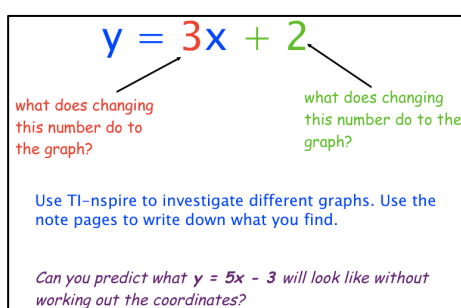 y = 3x + 2
what does changing
this number do to
the graph?
what does changing
this number do to the
graph?
Use TI-nspire to investigate different graphs. Use the
note pages to write down what you find.
Can you predict what y = 5x - 3 will look like without
working out the coordinates?